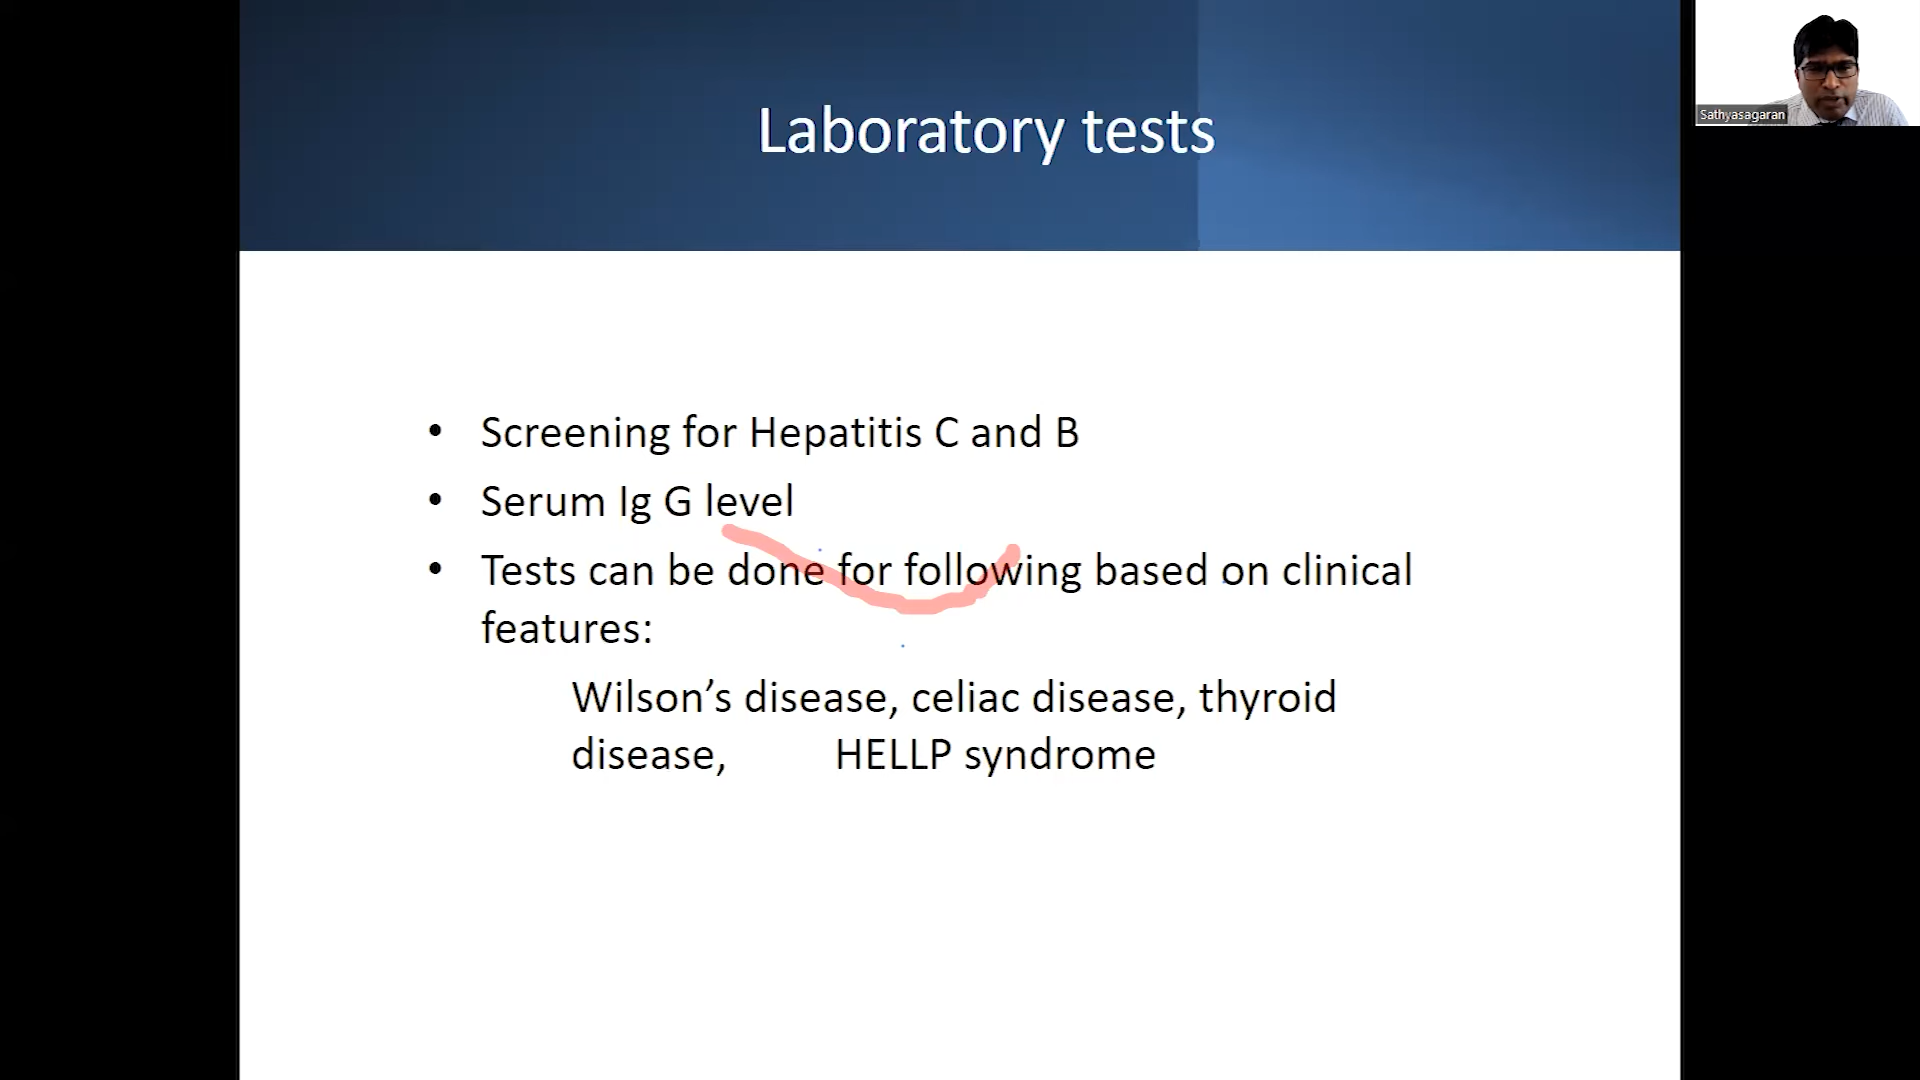 Laboratory tests
Sathyasagaran
• Screening for Hepatitis C and B
• Serum Ig G level
• Tests can be done for following based on clinical
features:
Wilson’s disease, celiac disease, thyroid
disease, HELLP syndrome